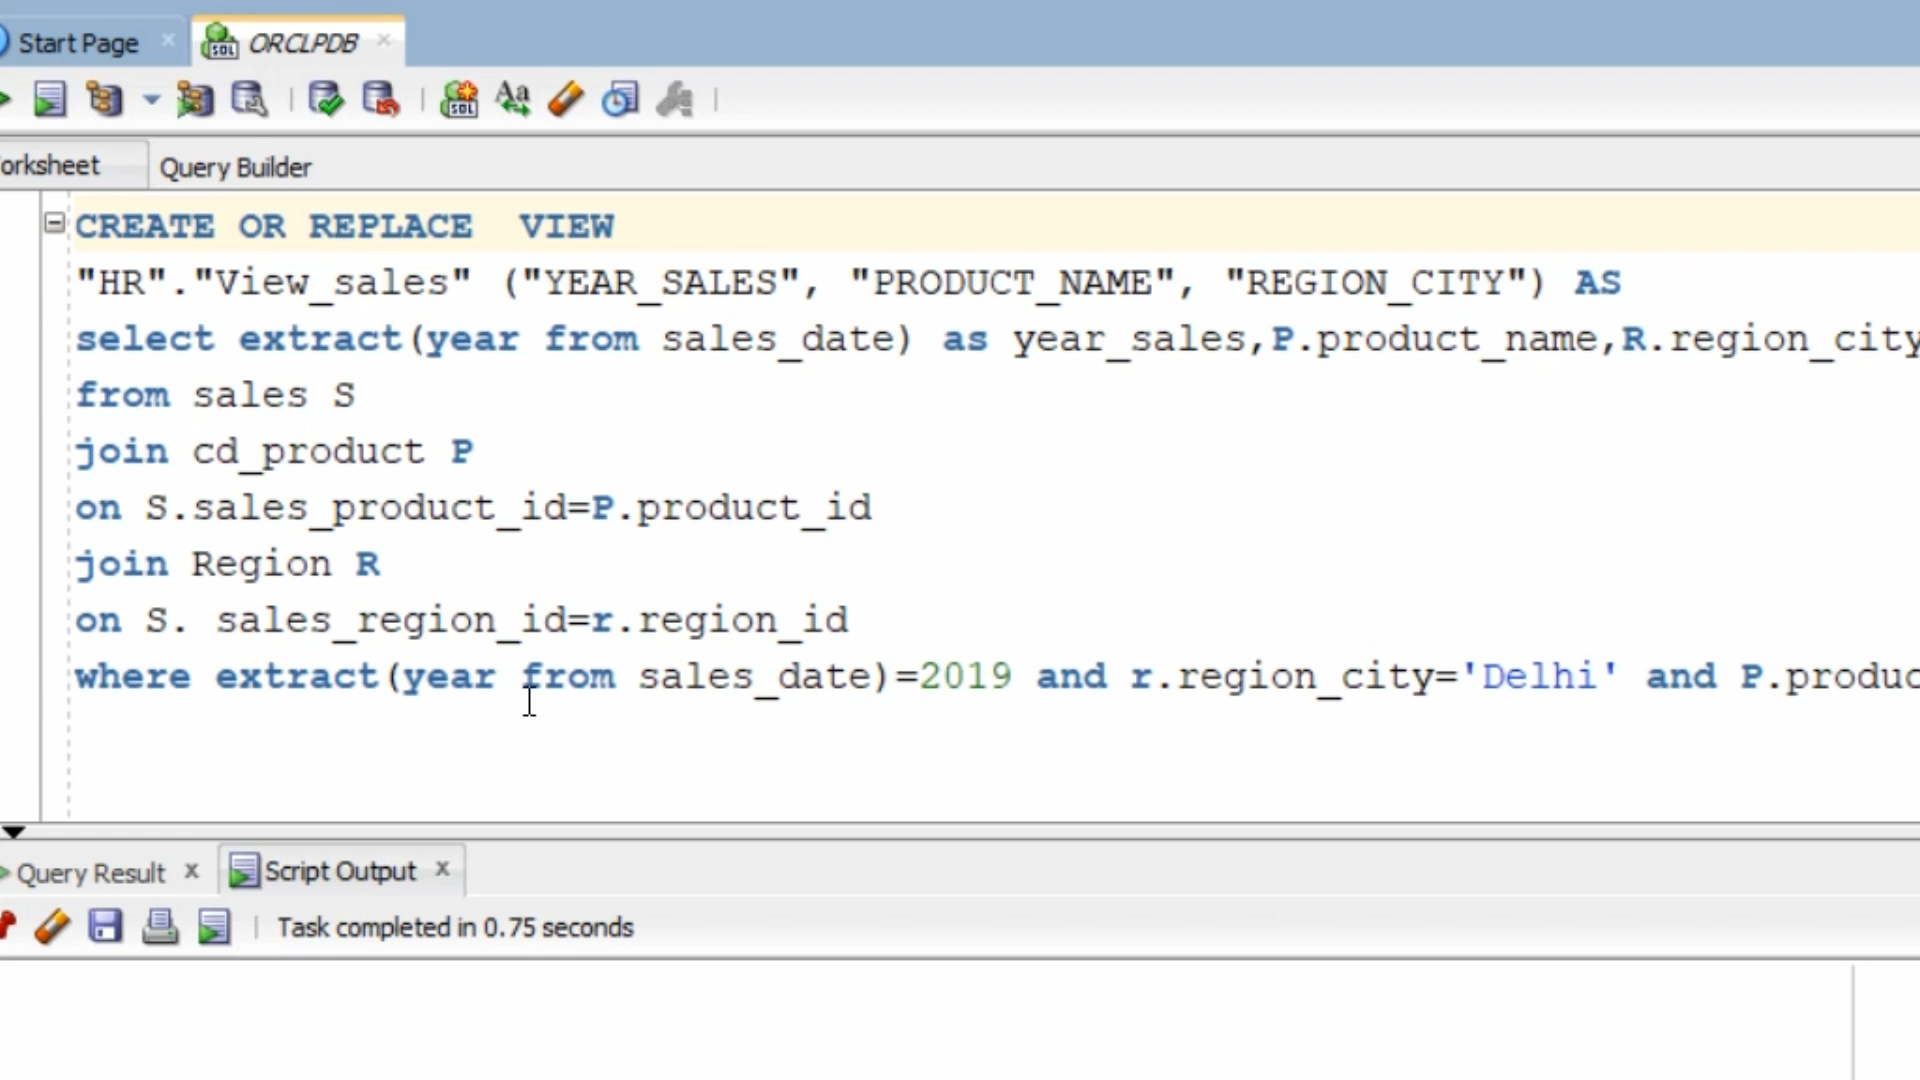 Start Page ORCLPDB
orksheet Query Builder
CREATE OR REPLACE  VIEW
"HR"."View_sales" ("YEAR_SALES", "PRODUCT_NAME", "REGION_CITY") AS
select extract(year from sales_date) as year_sales,P.product_name,R.region_city
from sales S
join cd_product P
on S.sales_product_id=P.product_id
join Region R
on S. sales_region_id=r.region_id
where extract(year from sales_date)=2019 and r.region_city='Delhi' and P.produc
Query Result Script Output
Task completed in 0.75 seconds